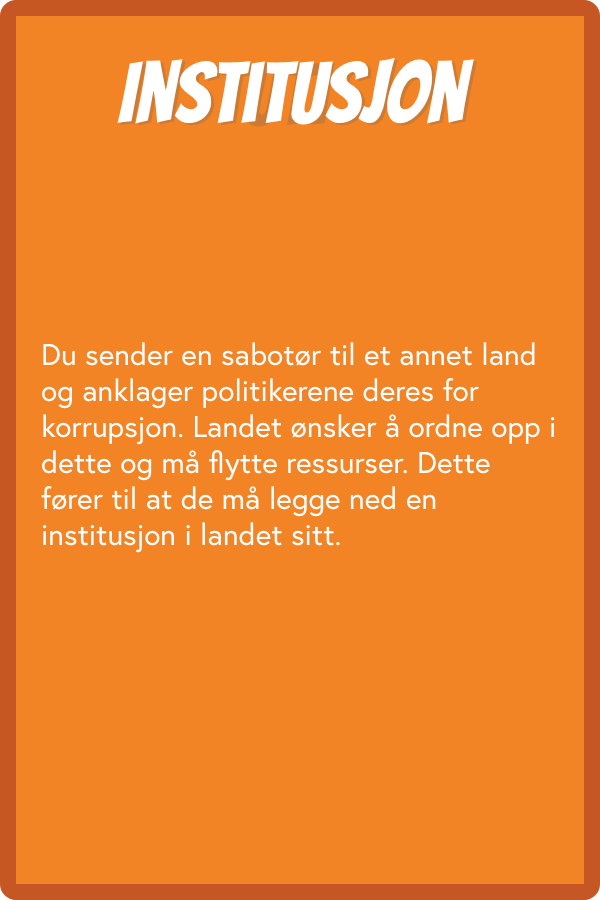 INSTITUSJON
Du sender en sabotør til et annet land
og anklager politikerene deres for
korrupsjon. Landet ønsker å ordne opp i
dette og må flytte ressurser. Dette
fører til at de må legge ned en
institusjon i landet sitt.